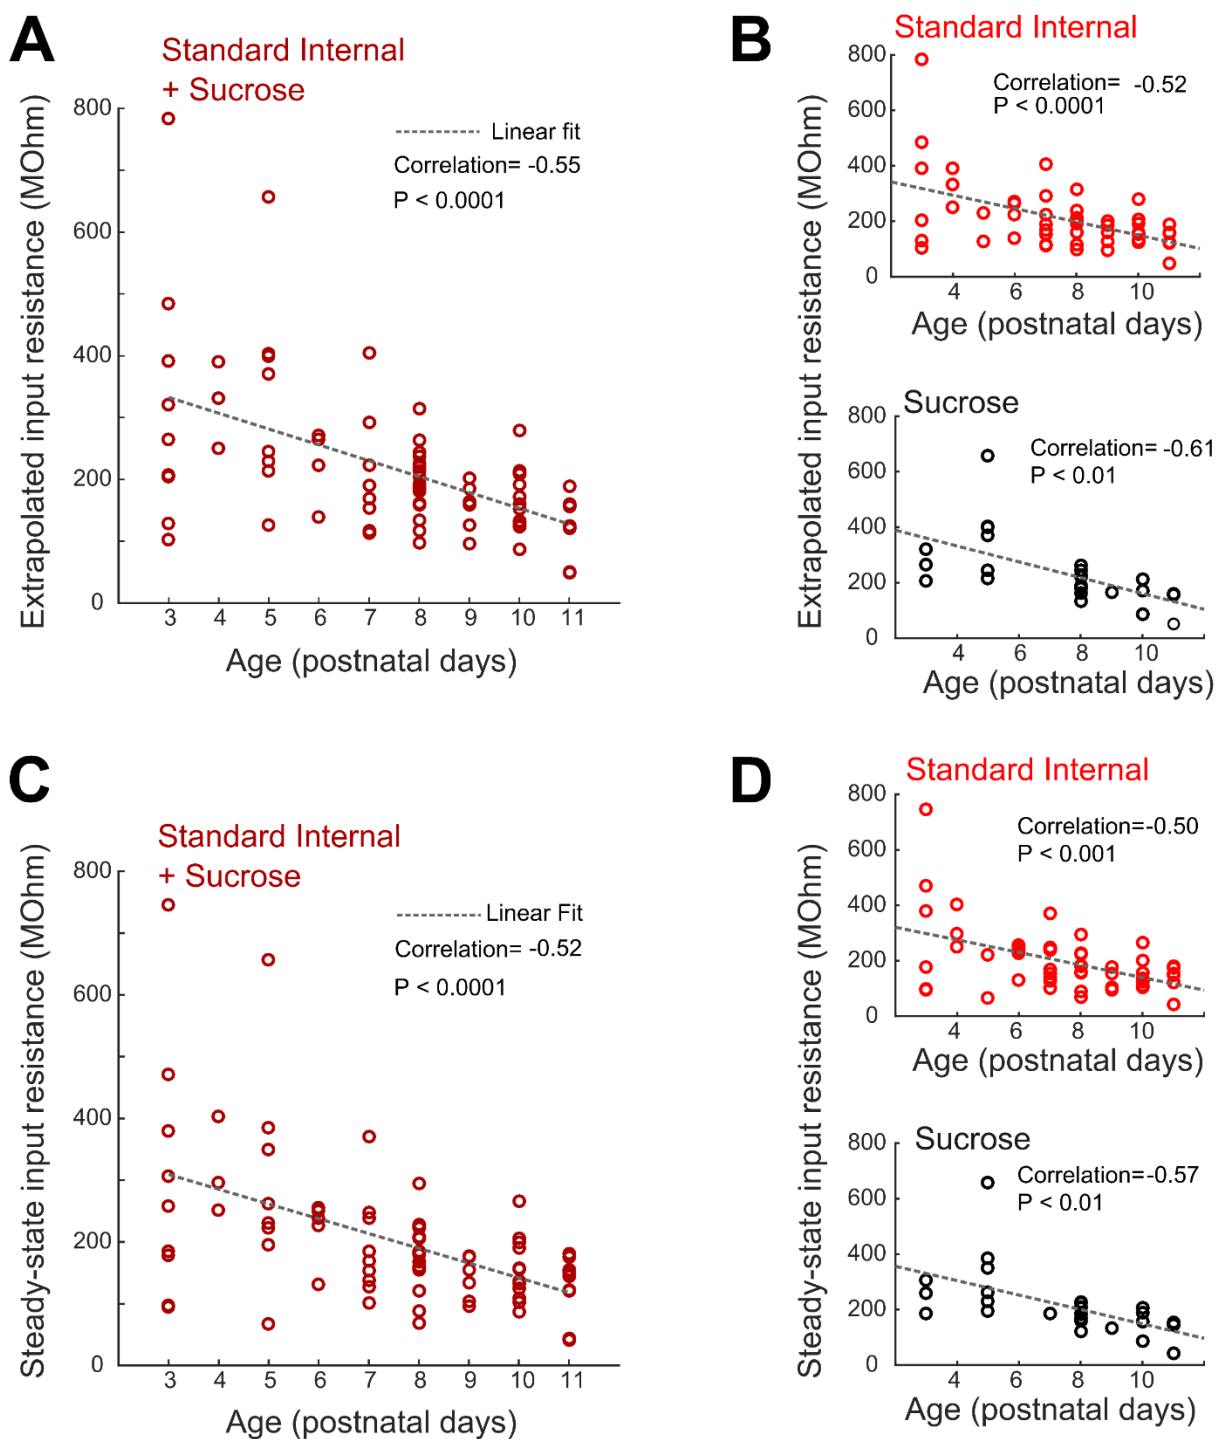 A
Standard Internal
+ Sucrose
Extrapolated input resistance (MOhm)
800
600
400
200
0
Linear fit
Correlation= -0.55
P < 0.0001
3 4 5 6 7 8 9 10 11
Age (postnatal days)
B
Standard Internal
Extrapolated input resistance (MOhm)
800
600
400
200
0
Correlation= -0.52
P < 0.0001
4 6 8 10
Age (postnatal days)
Sucrose
800
600
400
200
0
Correlation= -0.61
P < 0.01
4 6 8 10
Age (postnatal days)
C
Standard Internal
+ Sucrose
Steady-state input resistance (MOhm)
800
600
400
200
0
Linear Fit
Correlation= -0.52
P < 0.0001
3 4 5 6 7 8 9 10 11
Age (postnatal days)
D
Standard Internal
Steady-state input resistance (MOhm)
800
600
400
200
0
Correlation=-0.50
P < 0.001
4 6 8 10
Age (postnatal days)
Sucrose
800
600
400
200
0
Correlation=-0.57
P < 0.01
4 6 8 10
Age (postnatal days)